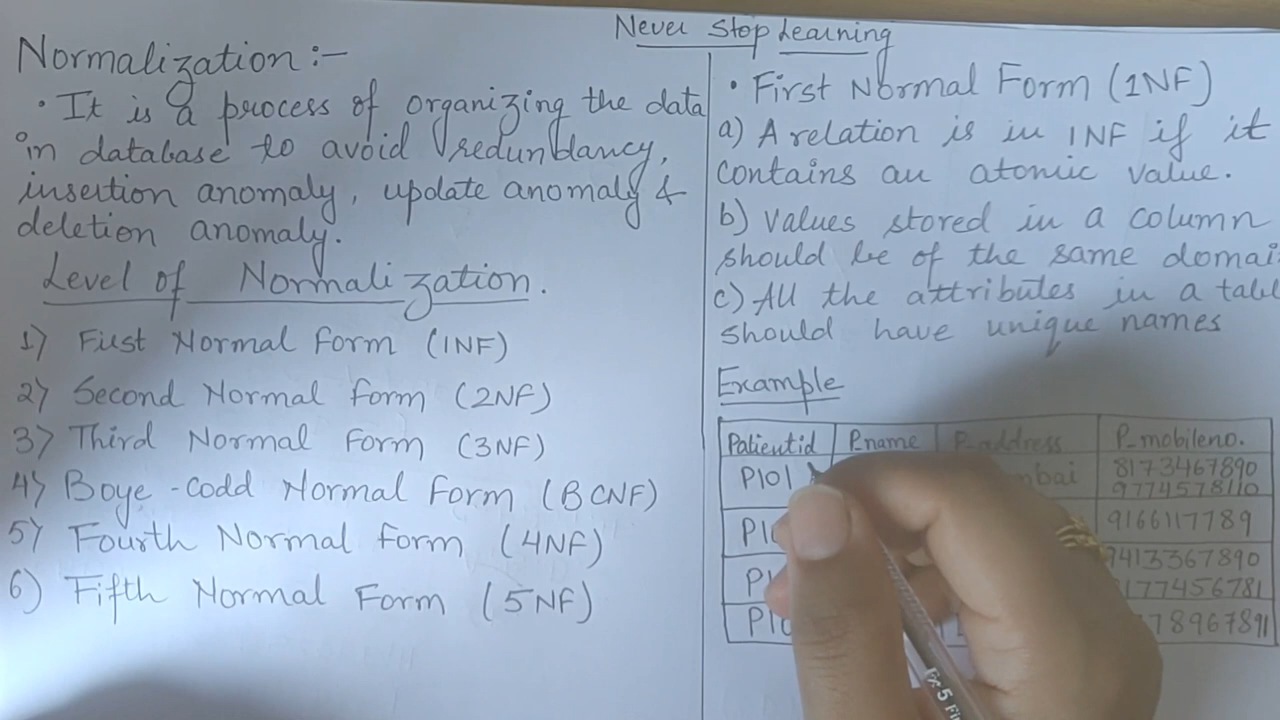 Never Stop Learning
Normalization :-
• It is a process of organizing the data
in database to avoid redundancy,
insertion anomaly, update anomaly &
deletion anomaly.
Level of Normalization.
1) First Normal Form (1NF)
2) Second Normal Form (2NF)
3) Third Normal Form (3NF)
4) Boye-Codd Normal Form (BCNF)
5) Fourth Normal Form (4NF)
6) Fifth Normal Form (5NF)
• First Normal Form (1NF)
a) A relation is in 1NF if it
contains an atomic value.
b) Values stored in a column
should be of the same domai
c) All the attributes in a tabl
should have unique names
Example
Patientid P_name P_address P_mobileno.
P101 8173467890
9774578110
9166117789
9413367890